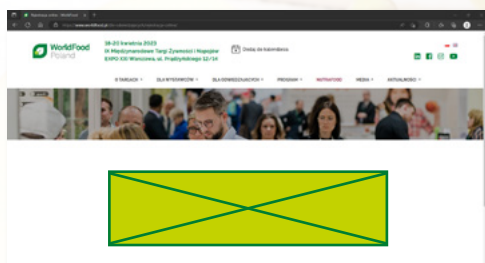 WorldFood
Poland
18-20 kwietnia 2023
IX Międzynarodowe Targi Żywności i Napojów
EXPO XXI Warszawa, ul. Prądzyńskiego 12/14
Dodaj do kalendarza
O TARGACH
DLA WYSTAWCÓW
DLA ODWIEDZAJĄCYCH
PROGRAM
MEDIA
AKTUALNOŚCI